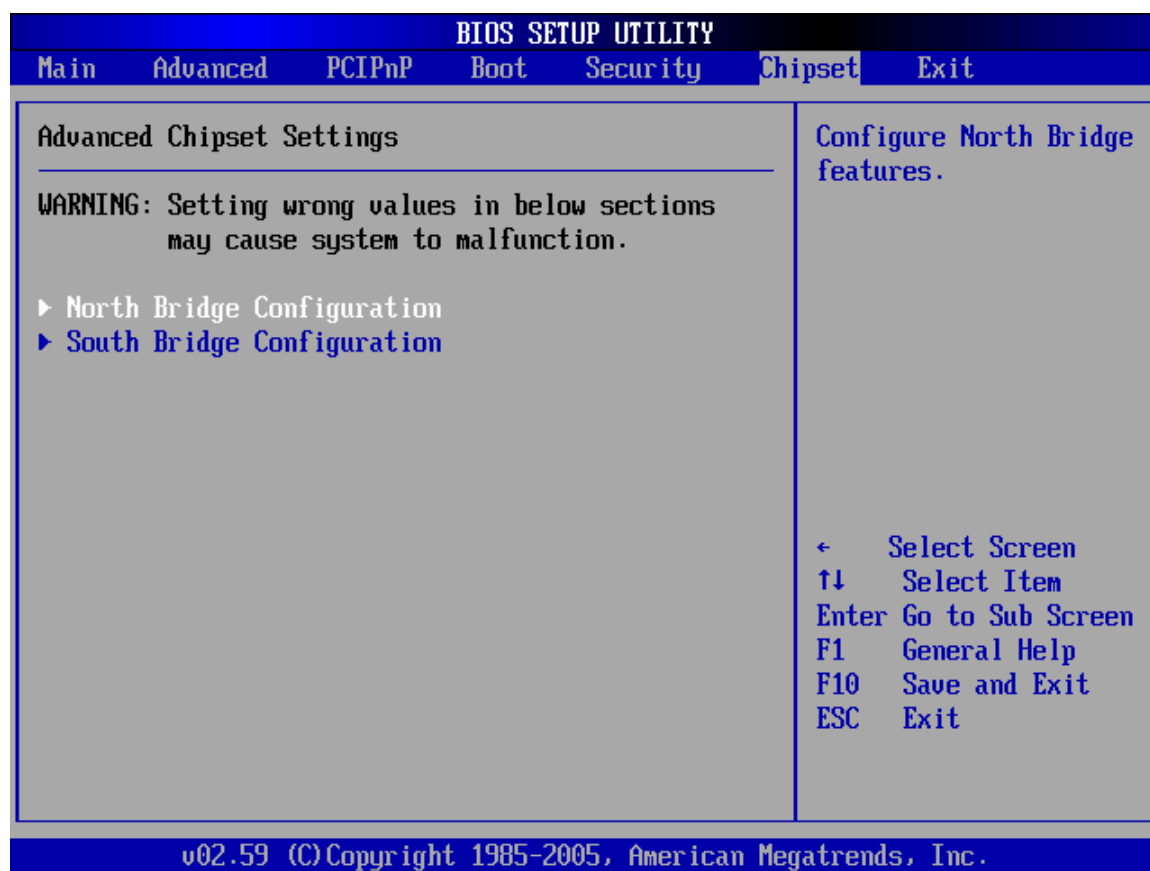 BIOS SETUP UTILITY
Main Advanced PCIPnP Boot Security Chipset Exit
Advanced Chipset Settings
WARNING: Setting wrong values in below sections
may cause system to malfunction.
▶ North Bridge Configuration
▶ South Bridge Configuration
Configure North Bridge
features.
← Select Screen
↑↓ Select Item
Enter Go to Sub Screen
F1 General Help
F10 Save and Exit
ESC Exit
v02.59 (C)Copyright 1985-2005, American Megatrends, Inc.